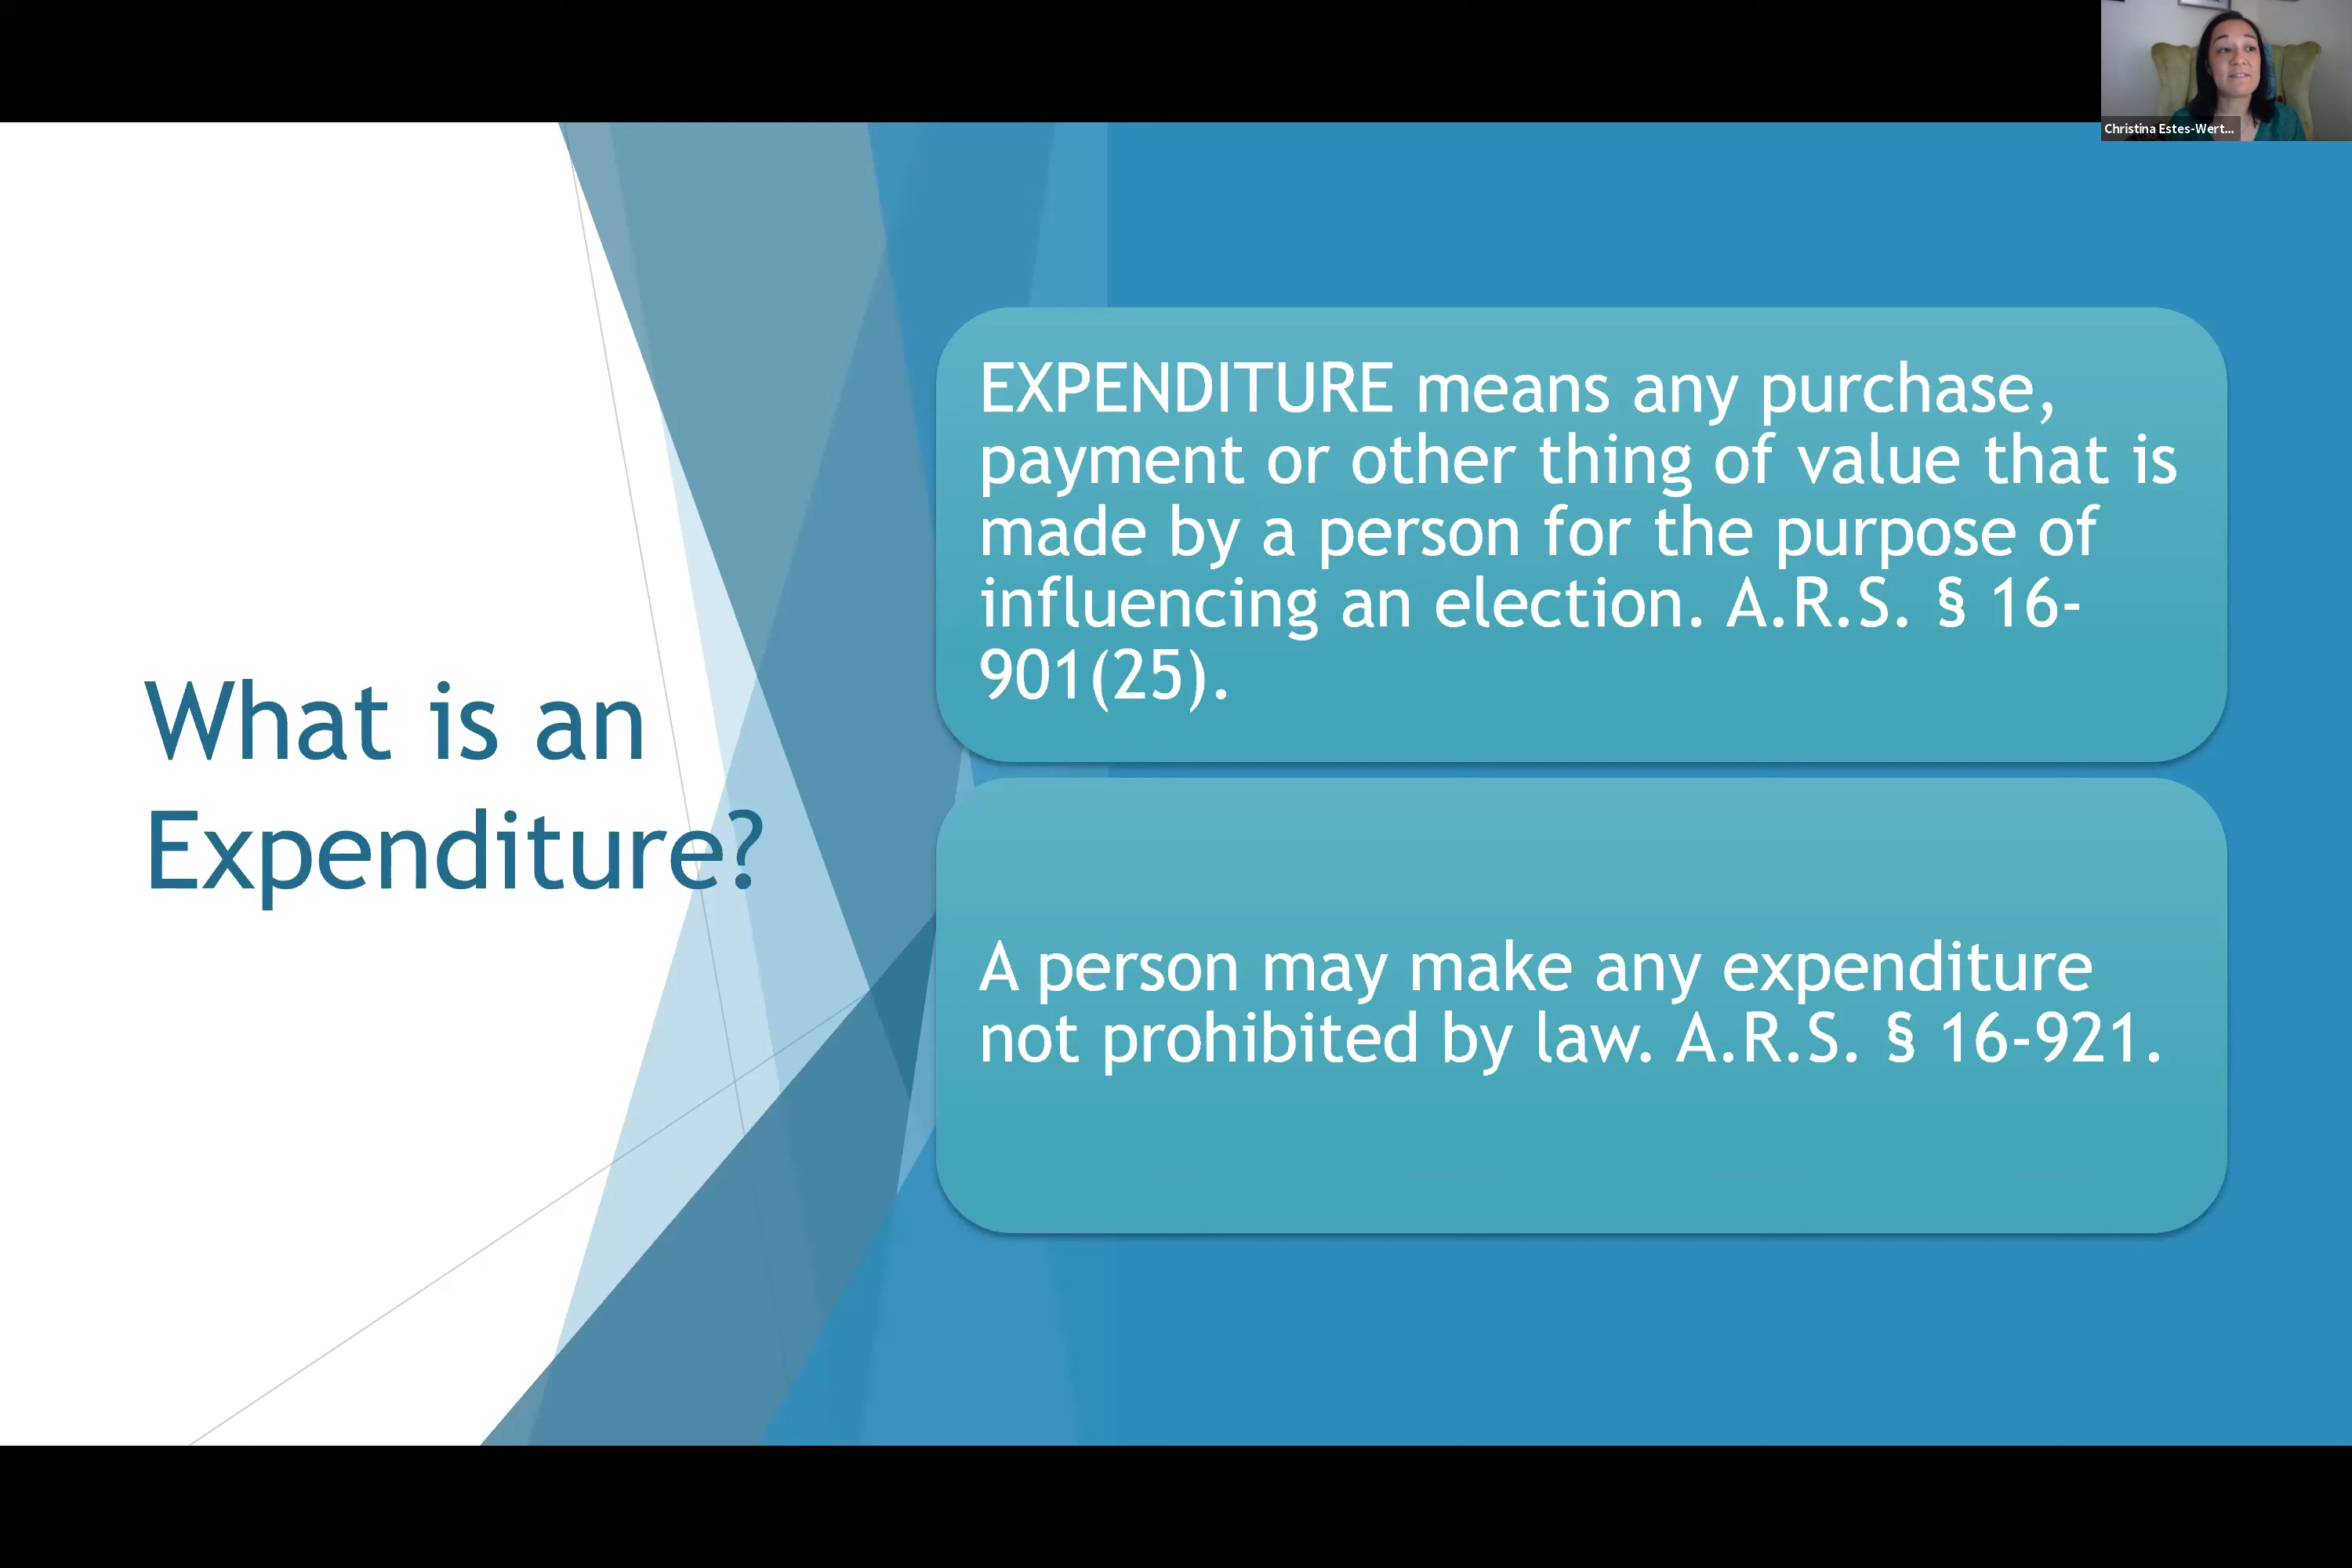 Christina Estes-Wert...
What is an
Expenditure?
EXPENDITURE means any purchase,
payment or other thing of value that is
made by a person for the purpose of
influencing an election. A.R.S. § 16-
901(25).
A person may make any expenditure
not prohibited by law. A.R.S. § 16-921.